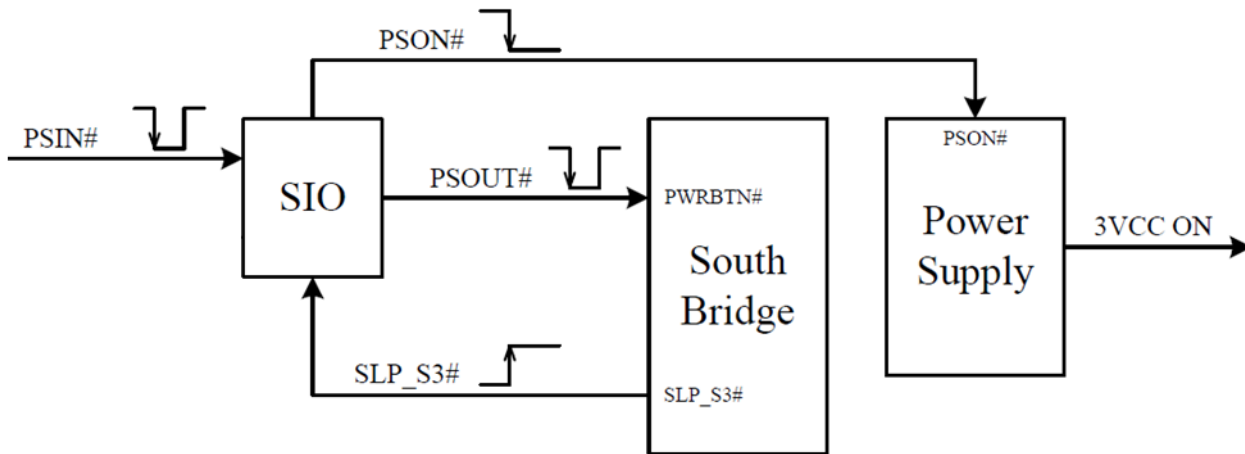 PSON#
PSIN#
SIO
PSOUT#
PWRBTN#
South
Bridge
SLP_S3#
SLP_S3#
PSON#
Power
Supply
3VCC ON